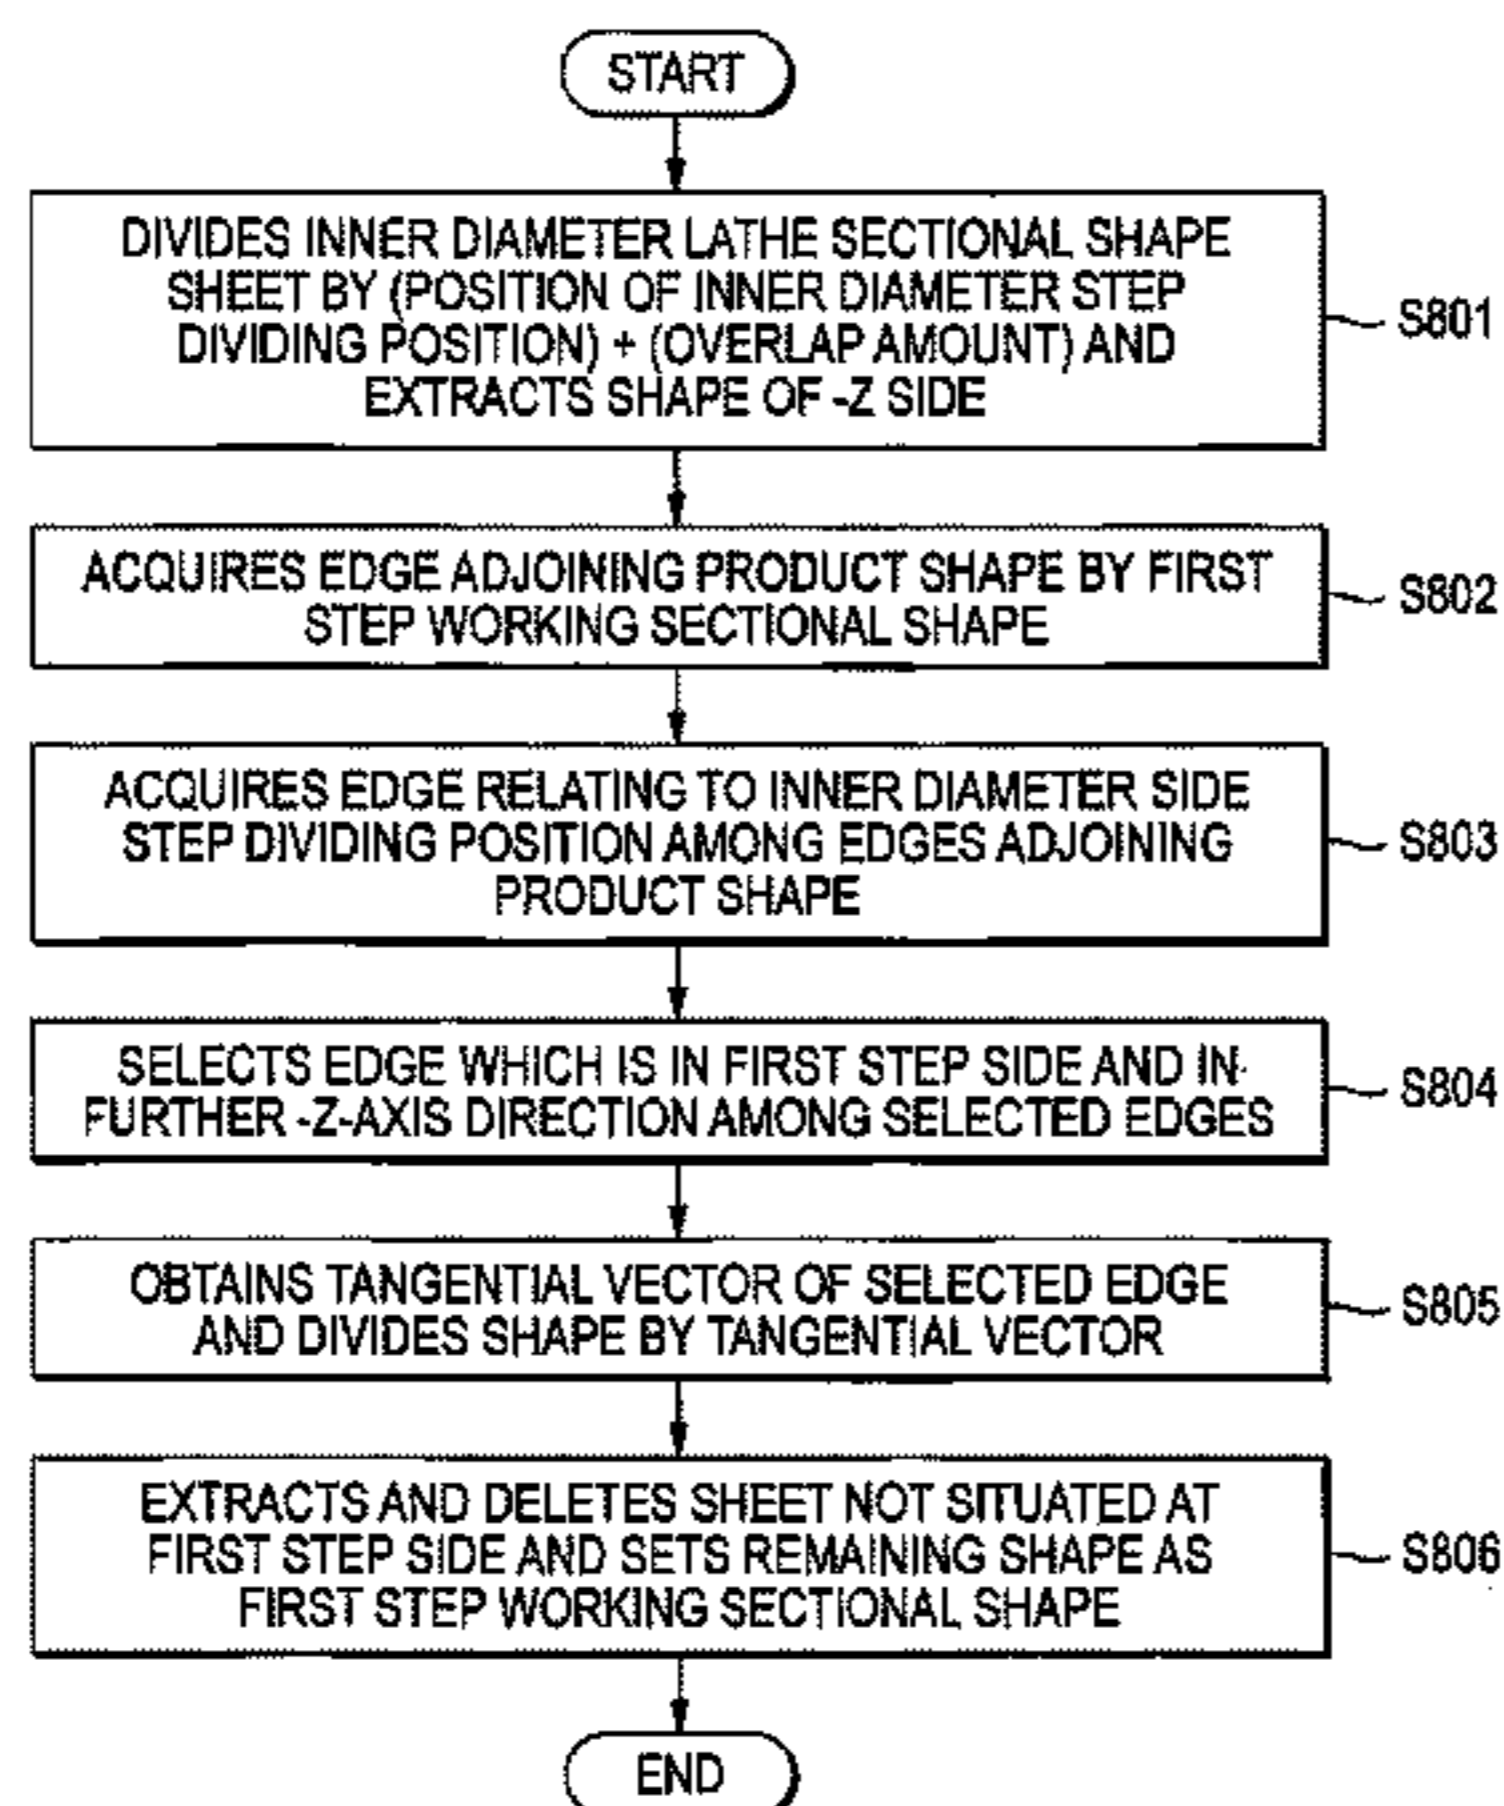 START
DIVIDES INNER DIAMETER LATHE SECTIONAL SHAPE
SHEET BY (POSITION OF INNER DIAMETER STEP
DIVIDING POSITION) + (OVERLAP AMOUNT) AND
EXTRACTS SHAPE OF -Z SIDE
S801
ACQUIRES EDGE ADJOINING PRODUCT SHAPE BY FIRST
STEP WORKING SECTIONAL SHAPE
S802
ACQUIRES EDGE RELATING TO INNER DIAMETER SIDE
STEP DIVIDING POSITION AMONG EDGES ADJOINING
PRODUCT SHAPE
S803
SELECTS EDGE WHICH IS IN FIRST STEP SIDE AND IN
FURTHER -Z-AXIS DIRECTION AMONG SELECTED EDGES
S804
OBTAINS TANGENTIAL VECTOR OF SELECTED EDGE
AND DIVIDES SHAPE BY TANGENTIAL VECTOR
S805
EXTRACTS AND DELETES SHEET NOT SITUATED AT
FIRST STEP SIDE AND SETS REMAINING SHAPE AS
FIRST STEP WORKING SECTIONAL SHAPE
S806
END